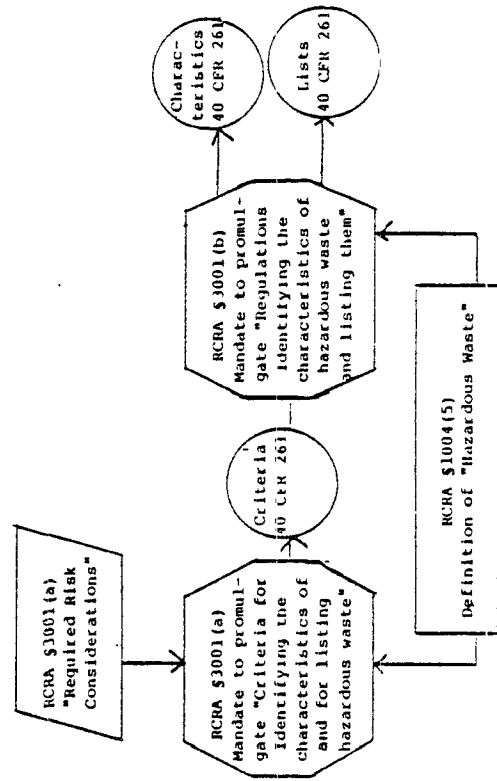 RCRA §3001(a)
"Required Risk
Considerations"
RCRA §3001(a)
Mandate to promul-
gate "Criteria for
Identifying the
characteristics of
and for listing
hazardous waste"
Criteria
40 CFR 261
RCRA §1004(5)
Definition of "Hazardous Waste"
RCRA §3001(b)
Mandate to promul-
gate "Regulations
Identifying the
characteristics of
hazardous waste
and listing them"
Charac-
teristics
40 CFR 261
Lists
40 CFR 261